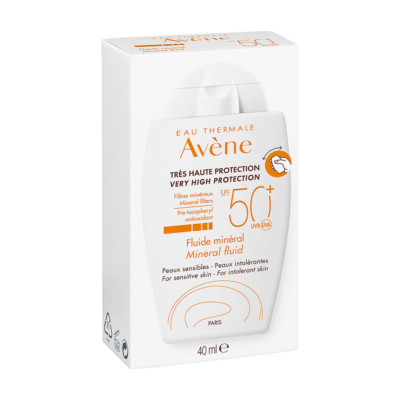 EAU THERMALE
Avène
TRÈS HAUTE PROTECTION
VERY HIGH PROTECTION
Filtres minéraux
Mineral filters
Pre-tocopheryl
antioxidant
SPF
50+
UVB-UVA
Fluide minéral
Mineral fluid
Peaux sensibles - Peaux intolérantes
For sensitive skin - For intolerant skin
PARIS
40 ml e